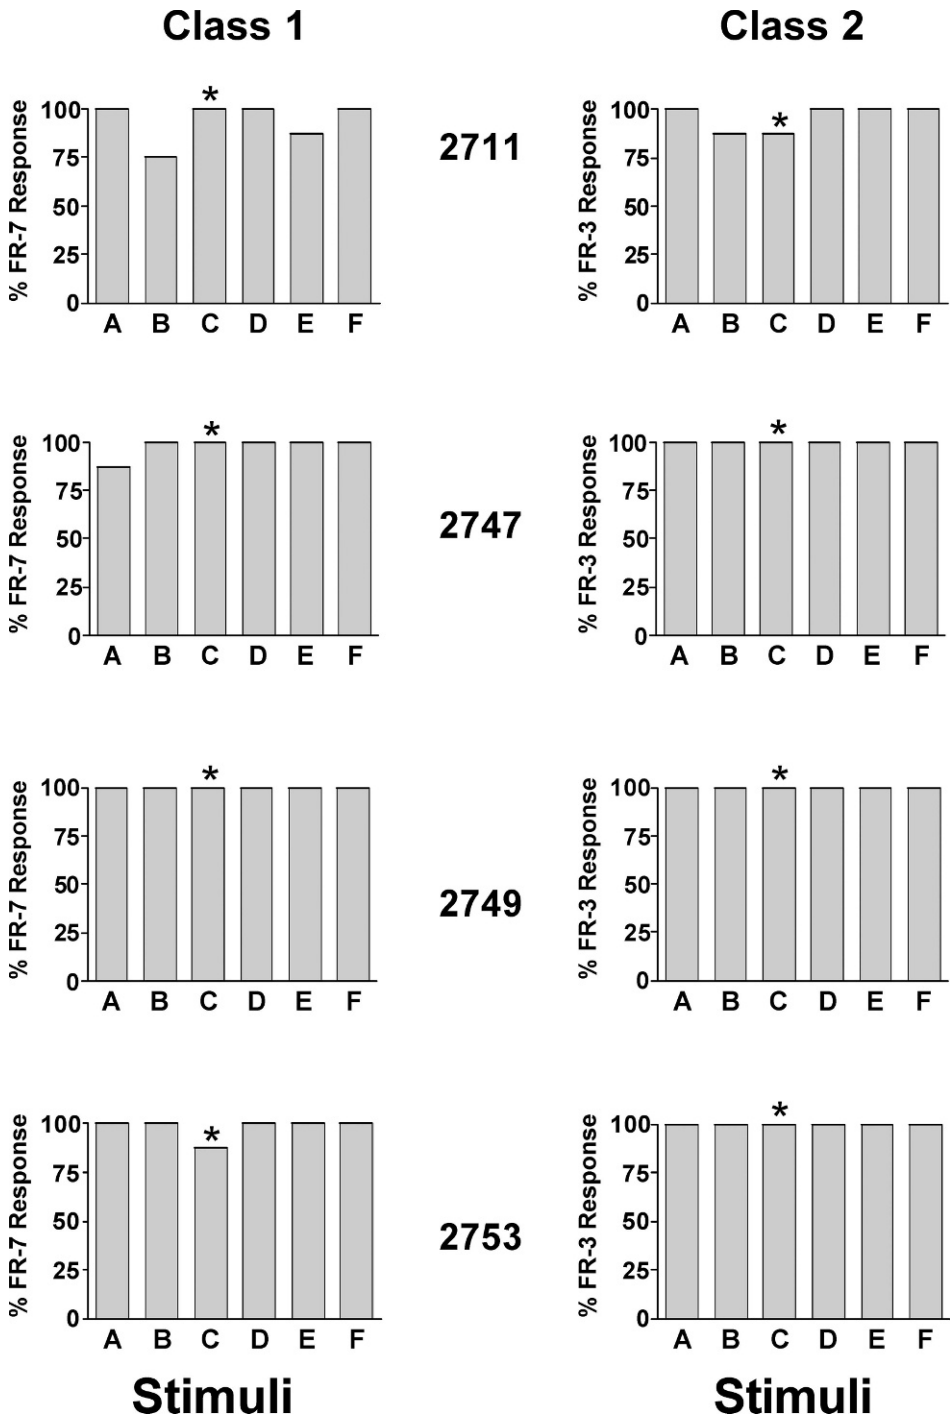 Class 1
Class 2
% FR-7 Response
100
75
50
25
0
*
A B C D E F
2711
% FR-3 Response
100
75
50
25
0
*
A B C D E F
% FR-7 Response
100
75
50
25
0
*
A B C D E F
2747
% FR-3 Response
100
75
50
25
0
*
A B C D E F
% FR-7 Response
100
75
50
25
0
*
A B C D E F
2749
% FR-3 Response
100
75
50
25
0
*
A B C D E F
% FR-7 Response
100
75
50
25
0
*
A B C D E F
2753
% FR-3 Response
100
75
50
25
0
*
A B C D E F
Stimuli
Stimuli